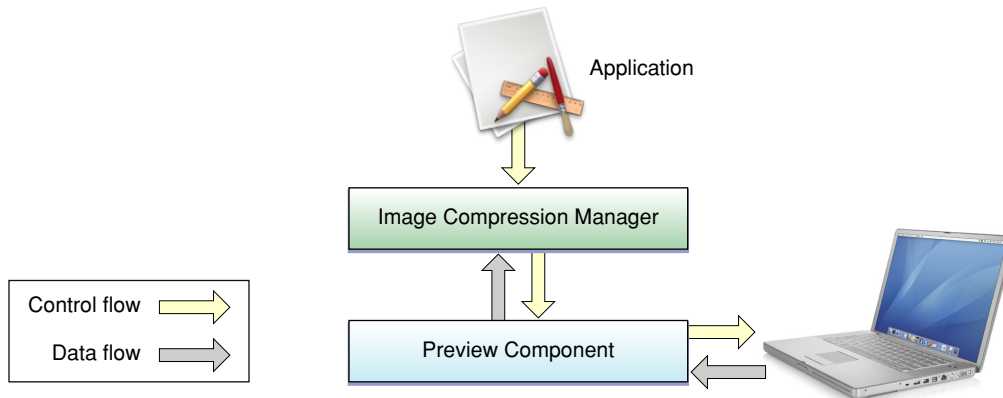 Application
Image Compression Manager
Control flow
Data flow
Preview Component